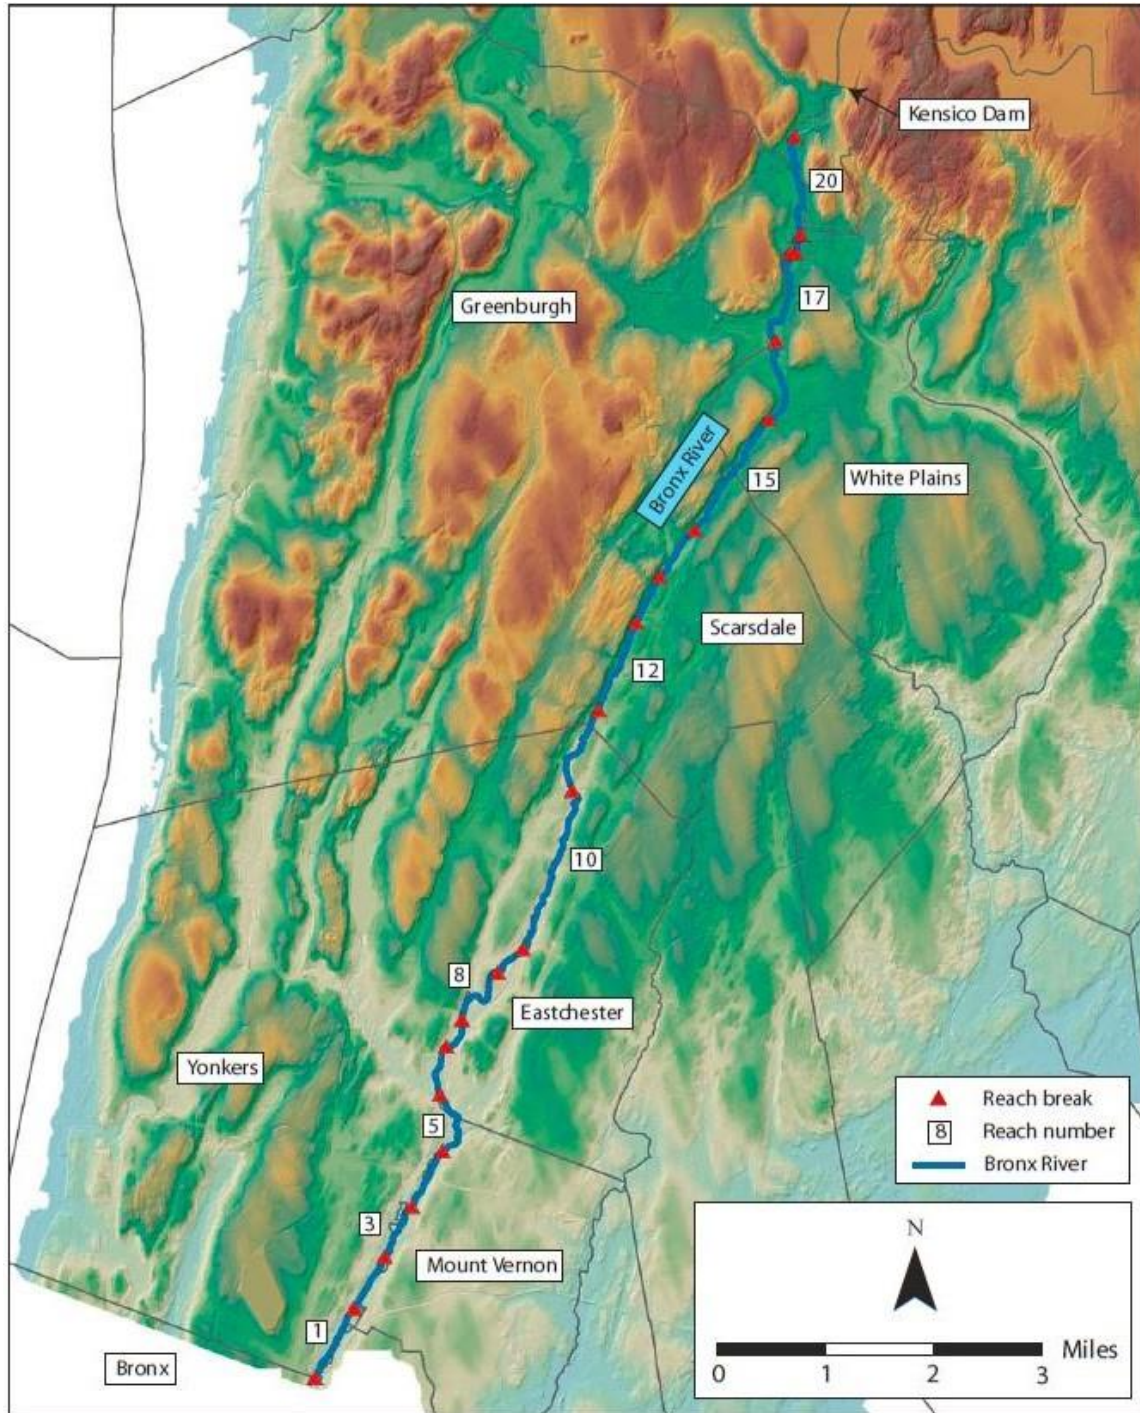 Kensico Dam
20
17
Greenburgh
Bronx River
15
White Plains
Scarsdale
12
10
8
Eastchester
Yonkers
5
3
Mount Vernon
1
Bronx
Reach break
8 Reach number
Bronx River
N
Miles
0 1 2 3